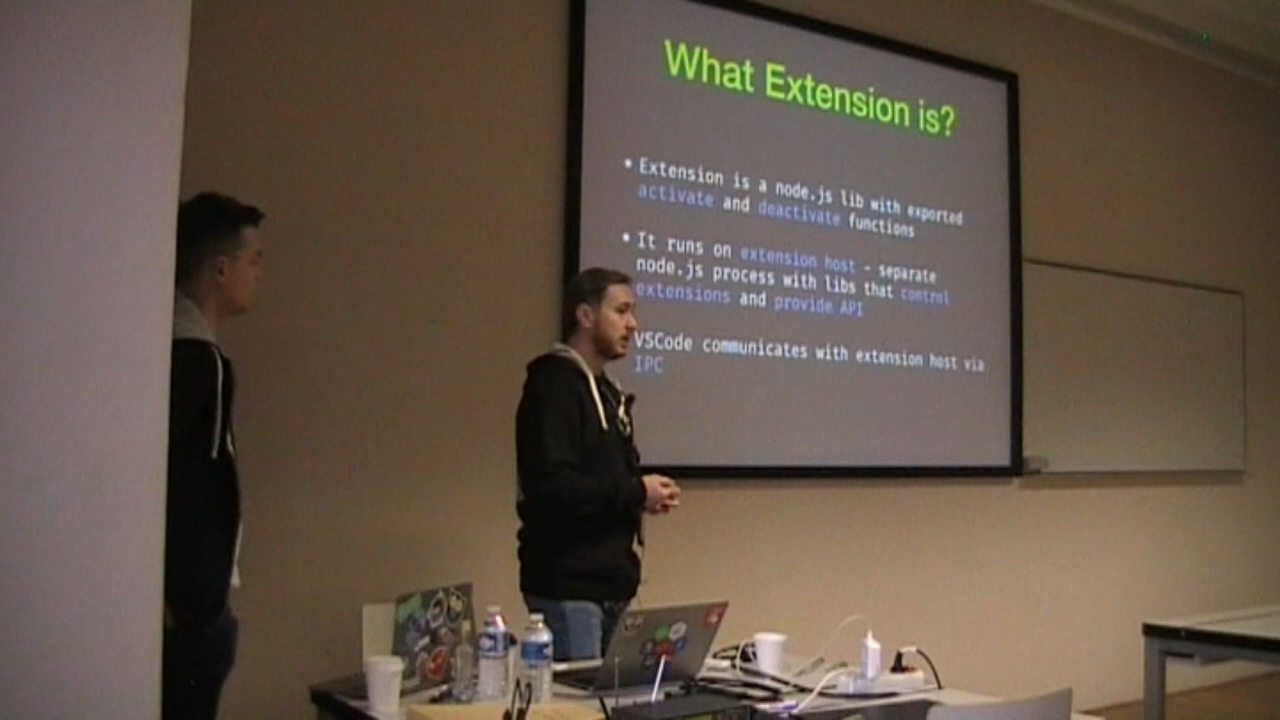 What Extension is?
• Extension is a node.js lib with exported
activate and deactivate functions
• It runs on extension host - separate
node.js process with libs that control
extensions and provide API
VSCode communicates with extension host via
IPC